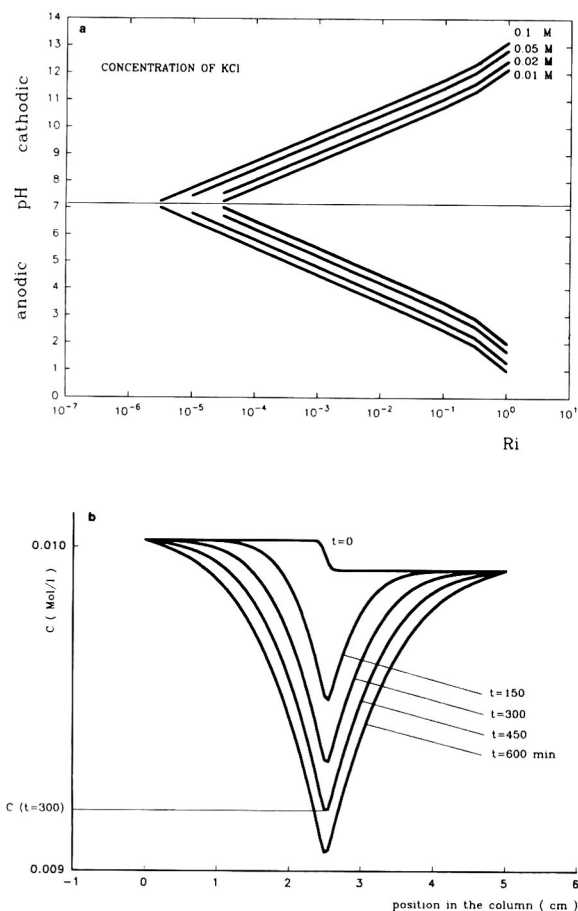 a
CONCENTRATION OF KCl
0.1 M
0.05 M
0.02 M
0.01 M
14
13
12
11
10
9
8
7
6
5
4
3
2
1
0
anodic pH cathodic
10-7
10-6
10-5
10-4
10-3
10-2
10-1
100
101
Ri
b
0.010
C ( Mol/l )
t=0
t=150
t=300
t=450
t=600 min
C (t=300)
0.009
-1 0 1 2 3 4 5 6
position in the column ( cm )